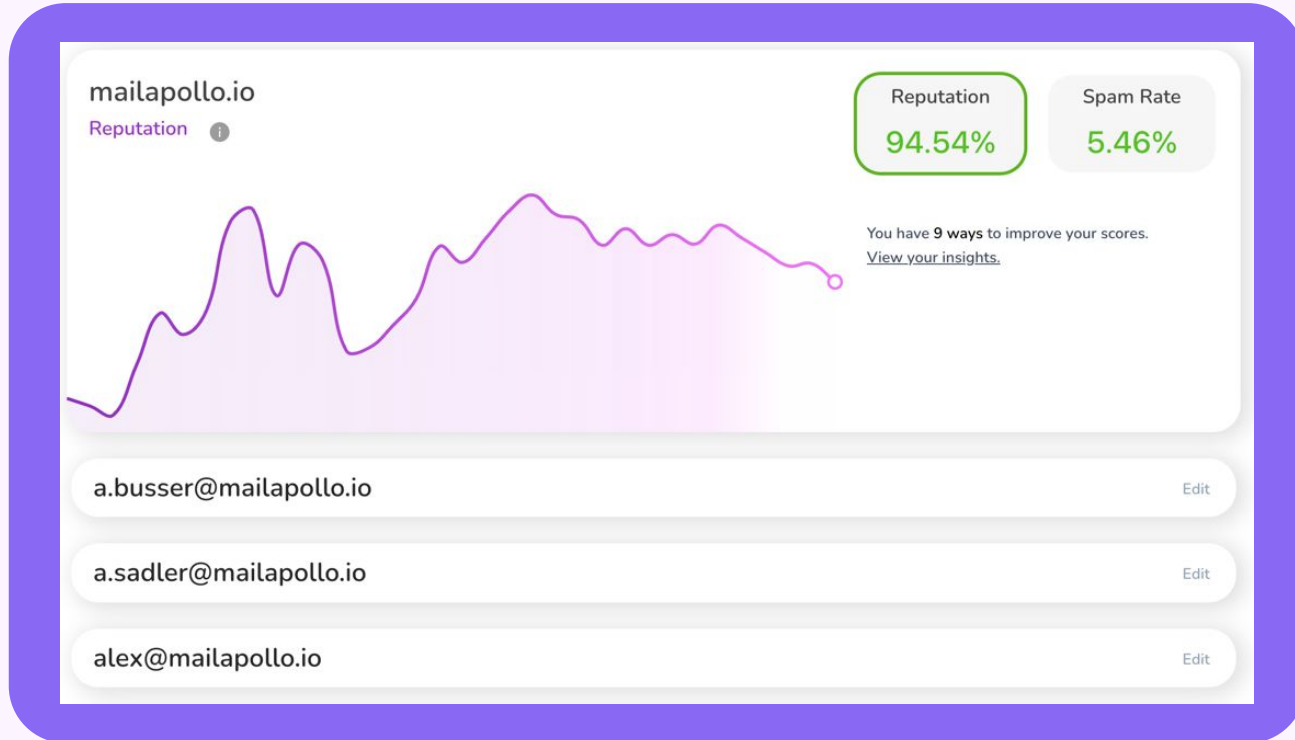 mailapollo.io
Reputation
Reputation
94.54%
Spam Rate
5.46%
You have 9 ways to improve your scores.
View your insights.
a.busser@mailapollo.io
Edit
a.sadler@mailapollo.io
Edit
alex@mailapollo.io
Edit